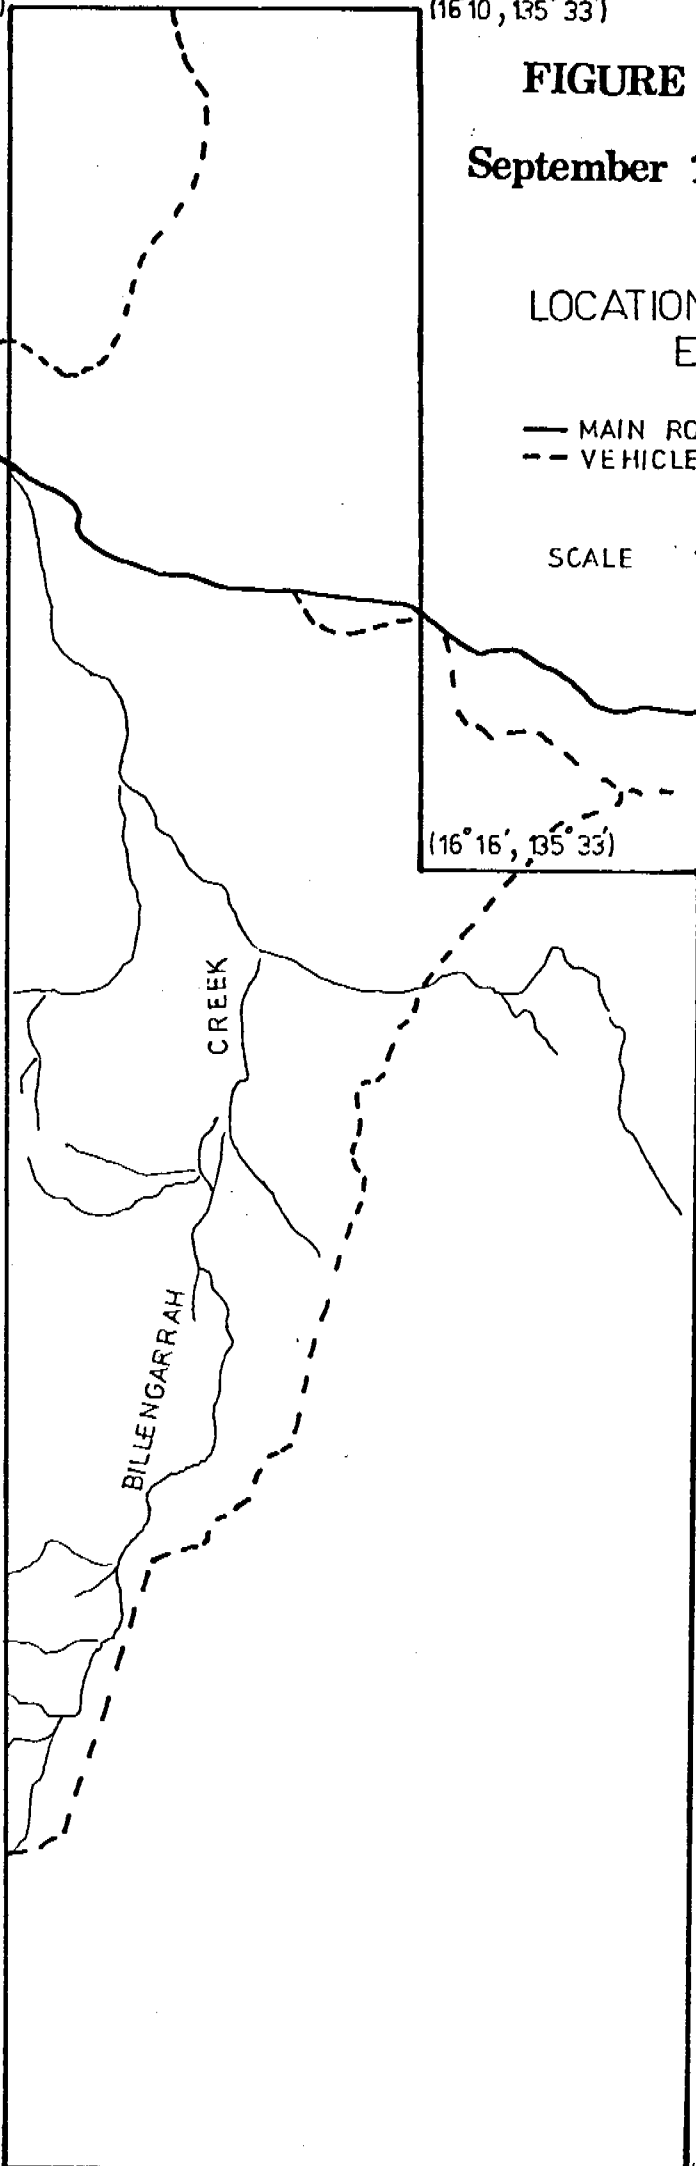 (16 10, 135° 33')
FIGURE
September
LOCATION
E
MAIN RO
VEHICLE
SCALE
(16° 16', 135° 33')
CREEK
BILLENGARRAH